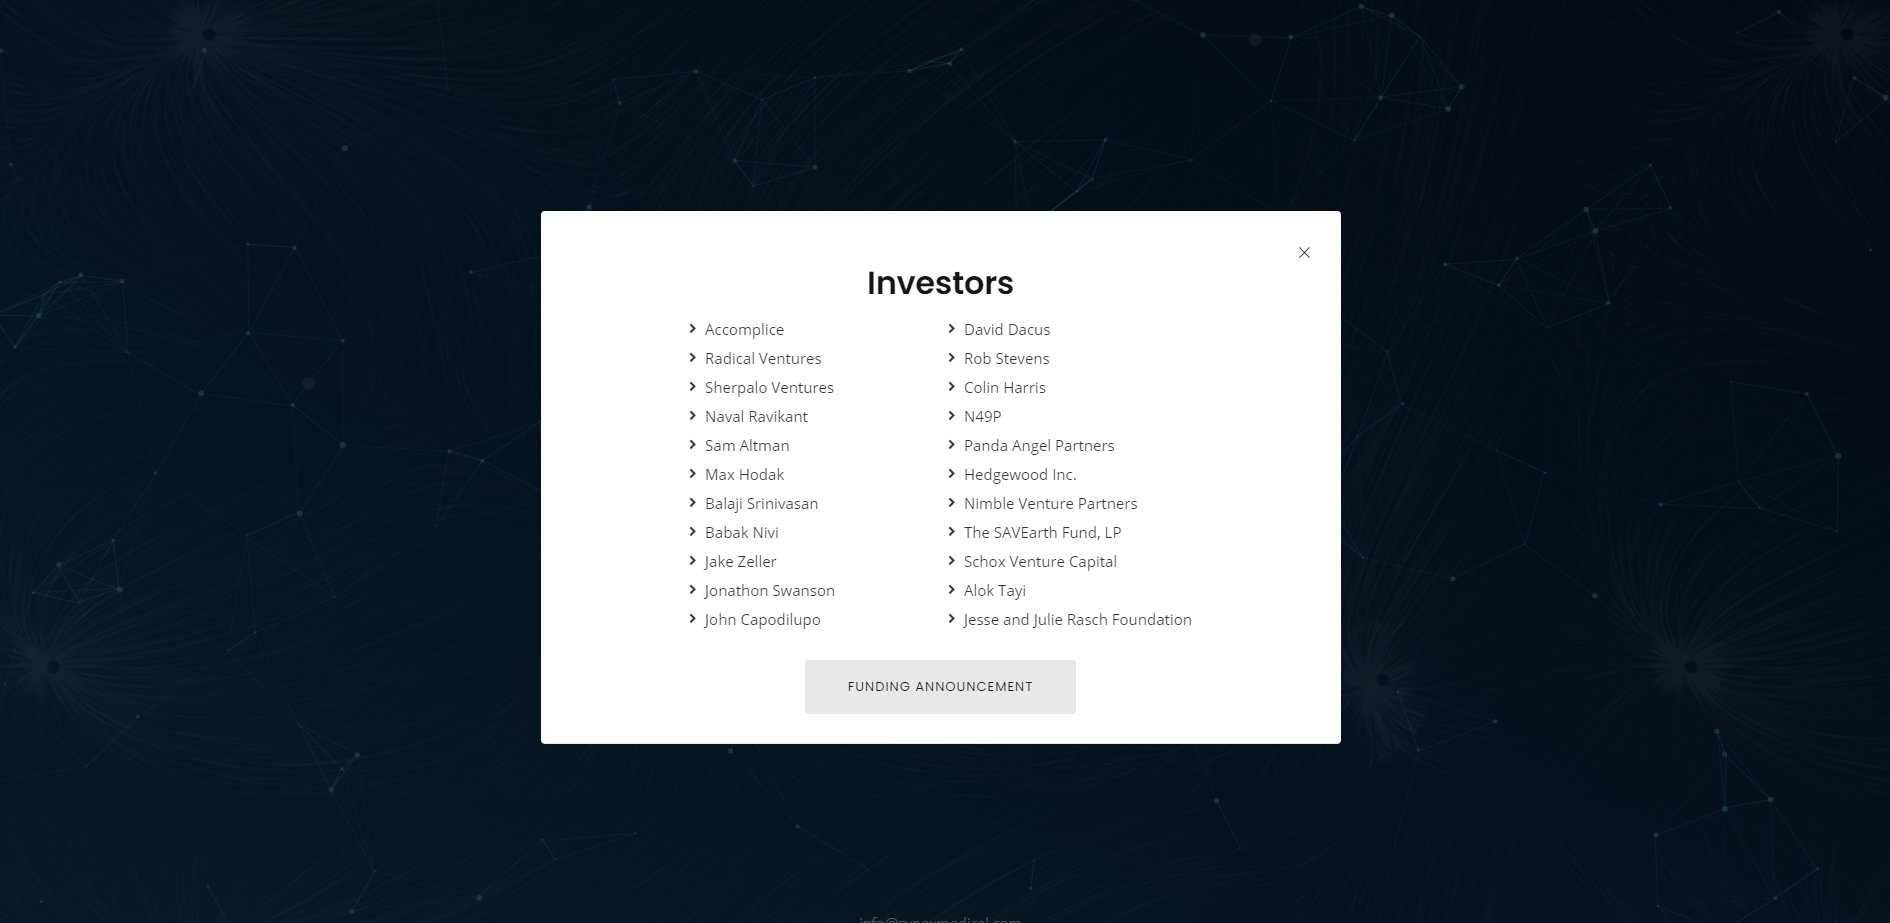 Investors
Accomplice
Radical Ventures
Sherpalo Ventures
Naval Ravikant
Sam Altman
Max Hodak
Balaji Srinivasan
Babak Nivi
Jake Zeller
Jonathon Swanson
John Capodilupo
David Dacus
Rob Stevens
Colin Harris
N49P
Panda Angel Partners
Hedgewood Inc.
Nimble Venture Partners
The SAVEarth Fund, LP
Schox Venture Capital
Alok Tayi
Jesse and Julie Rasch Foundation
FUNDING ANNOUNCEMENT